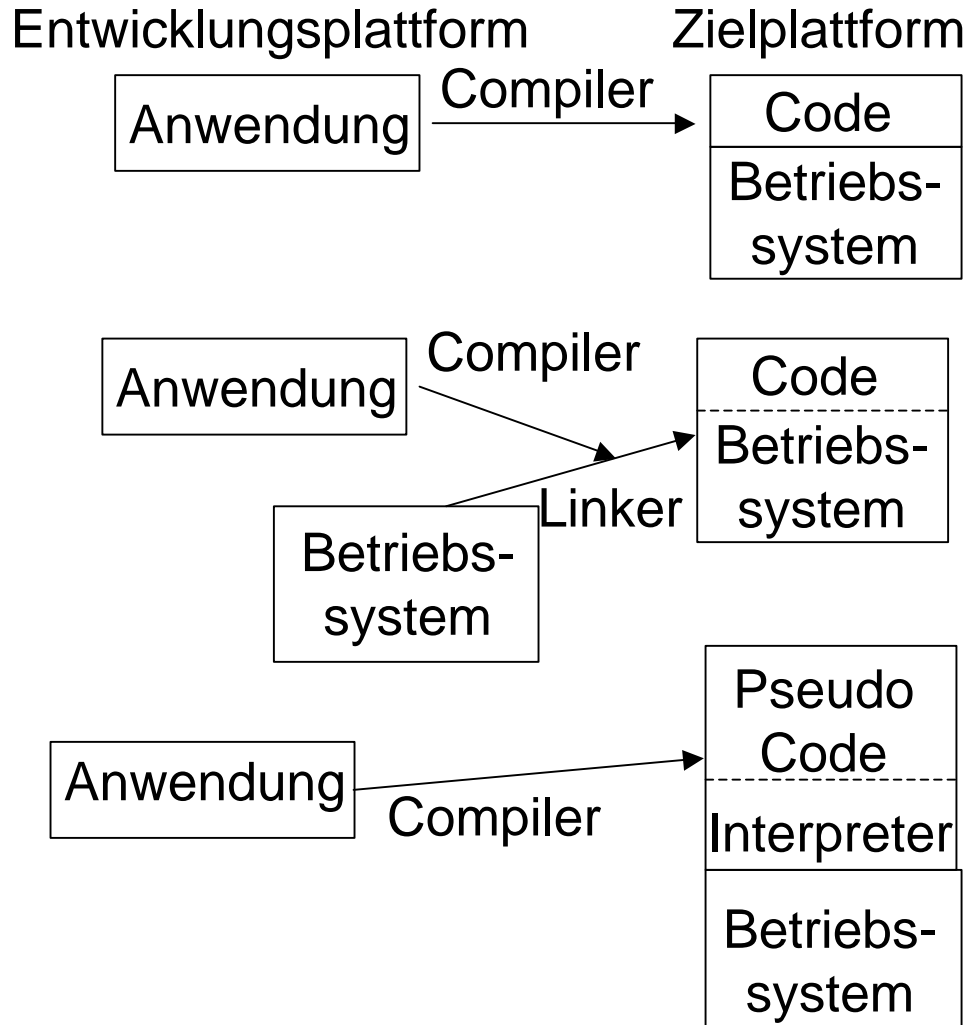 Entwicklungsplattform
Zielplattform
Anwendung
Compiler
Code
Betriebs-
system
Anwendung
Compiler
Linker
Betriebs-
system
Code
Betriebs-
system
Anwendung
Compiler
Pseudo
Code
Interpreter
Betriebs-
system